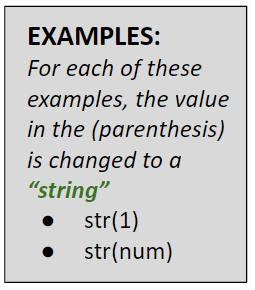 EXAMPLES:
For each of these
examples, the value
in the (parenthesis)
is changed to a
“string”
● str(1)
● str(num)